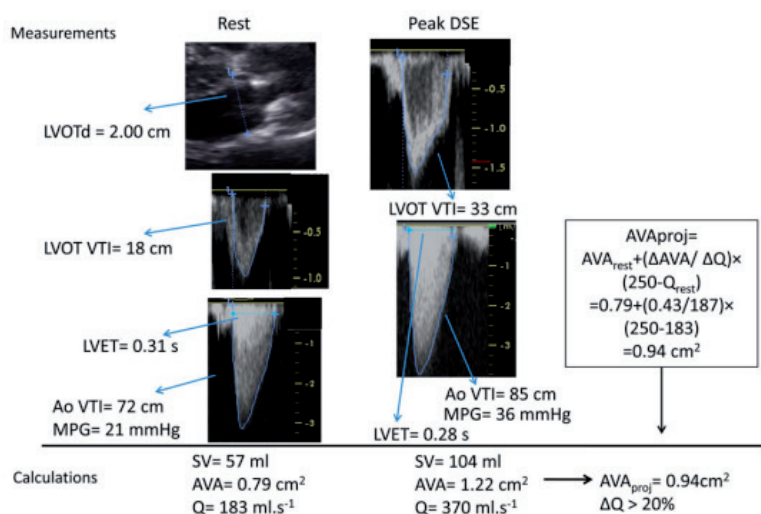 Rest
Peak DSE
Measurements
LVOTd = 2.00 cm
-0.5
-1.0
-1.5
LVOT VTI= 33 cm
LVOT VTI= 18 cm
-0.5
-1.0
LVET= 0.31 s
-1
-2
-3
Ao VTI= 72 cm
MPG= 21 mmHg
-1
-2
-3
Ao VTI= 85 cm
MPG= 36 mmHg
LVET= 0.28 s
AVAproj=
AVArest+(ΔAVA/ ΔQ)×
(250-Qrest)
=0.79+(0.43/187)×
(250-183)
=0.94 cm²
Calculations
SV= 57 ml
AVA= 0.79 cm²
Q= 183 ml.s⁻¹
SV= 104 ml
AVA= 1.22 cm²
Q= 370 ml.s⁻¹
AVAproj= 0.94cm²
ΔQ > 20%